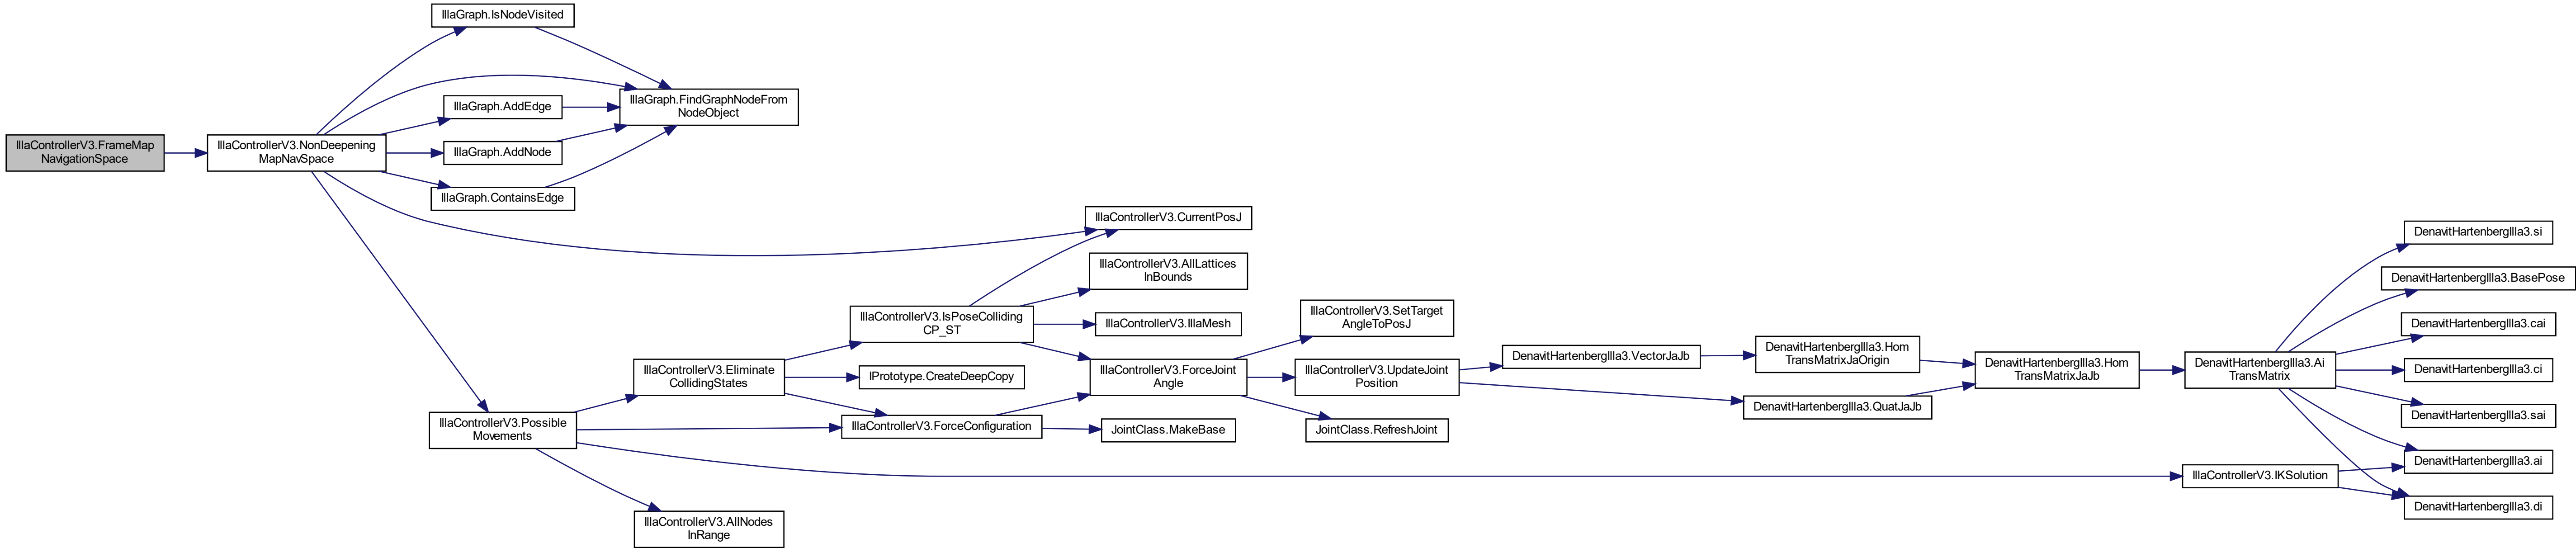 IllaControllerV3.FrameMap
NavigationSpace
IllaControllerV3.NonDeepening
MapNavSpace
IllaGraph.IsNodeVisited
IllaGraph.FindGraphNodeFrom
NodeObject
IllaGraph.AddEdge
IllaGraph.AddNode
IllaGraph.ContainsEdge
IllaControllerV3.CurrentPosJ
IllaControllerV3.Possible
Movements
IllaControllerV3.Eliminate
CollidingStates
IllaControllerV3.IsPoseColliding
CP_ST
IllaControllerV3.AllLattices
InBounds
IllaControllerV3.IllaMesh
IllaControllerV3.ForceJoint
Angle
IllaControllerV3.SetTarget
AngleToPosJ
IllaControllerV3.UpdateJoint
Position
JointClass.RefreshJoint
DenavitHartenbergIlla3.VectorJaJb
DenavitHartenbergIlla3.Hom
TransMatrixJaOrigin
DenavitHartenbergIlla3.QuatJaJb
DenavitHartenbergIlla3.Hom
TransMatrixJaJb
DenavitHartenbergIlla3.Ai
TransMatrix
DenavitHartenbergIlla3.si
DenavitHartenbergIlla3.BasePose
DenavitHartenbergIlla3.cai
DenavitHartenbergIlla3.ci
DenavitHartenbergIlla3.sai
DenavitHartenbergIlla3.ai
DenavitHartenbergIlla3.di
IPrototype.CreateDeepCopy
IllaControllerV3.ForceConfiguration
JointClass.MakeBase
IllaControllerV3.IKSolution
IllaControllerV3.AllNodes
InRange